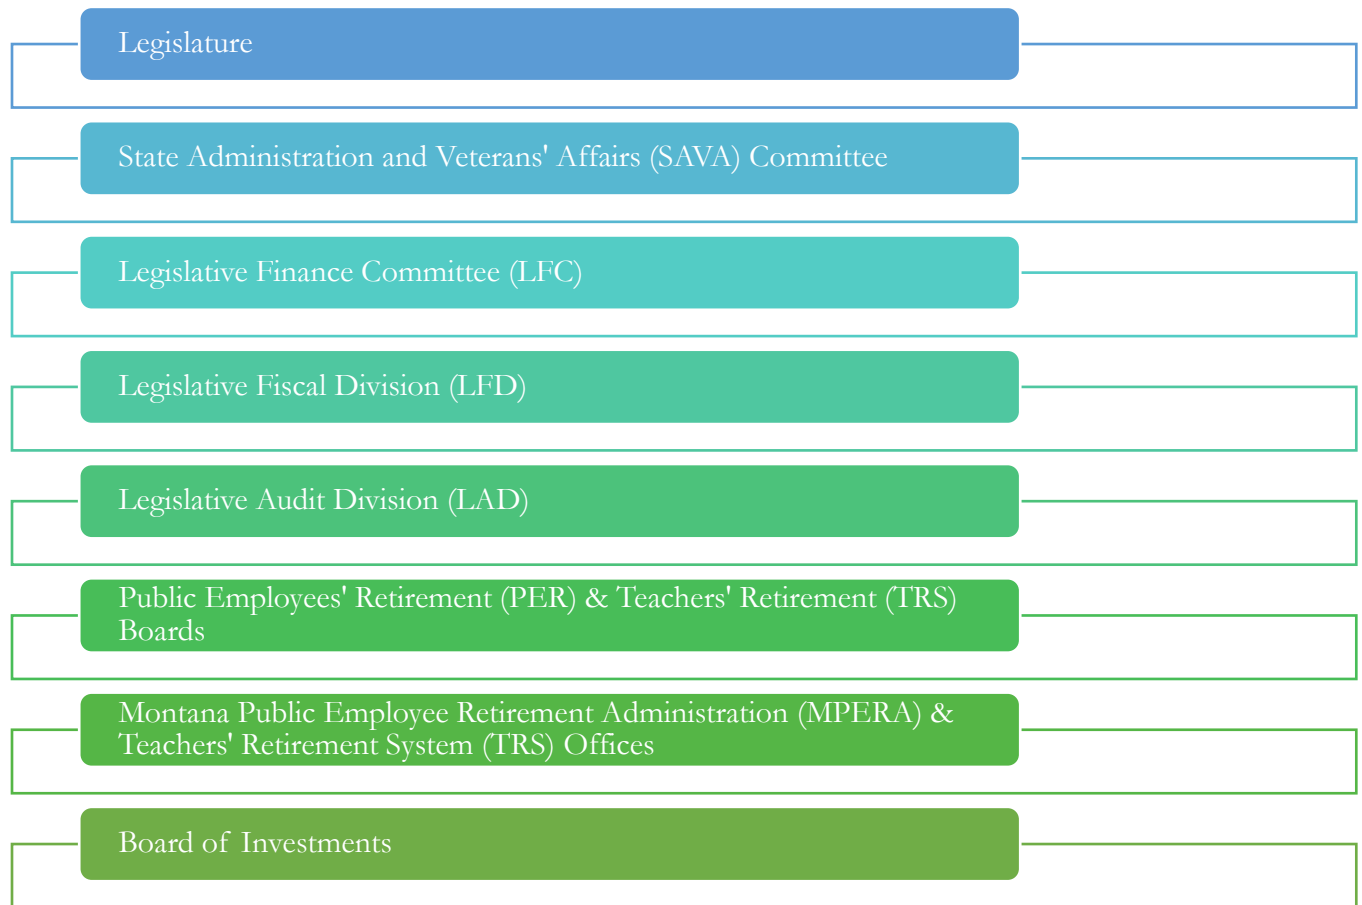 Legislature
State Administration and Veterans' Affairs (SAVA) Committee
Legislative Finance Committee (LFC)
Legislative Fiscal Division (LFD)
Legislative Audit Division (LAD)
Public Employees' Retirement (PER) & Teachers' Retirement (TRS)
Boards
Montana Public Employee Retirement Administration (MPERA) &
Teachers' Retirement System (TRS) Offices
Board of Investments